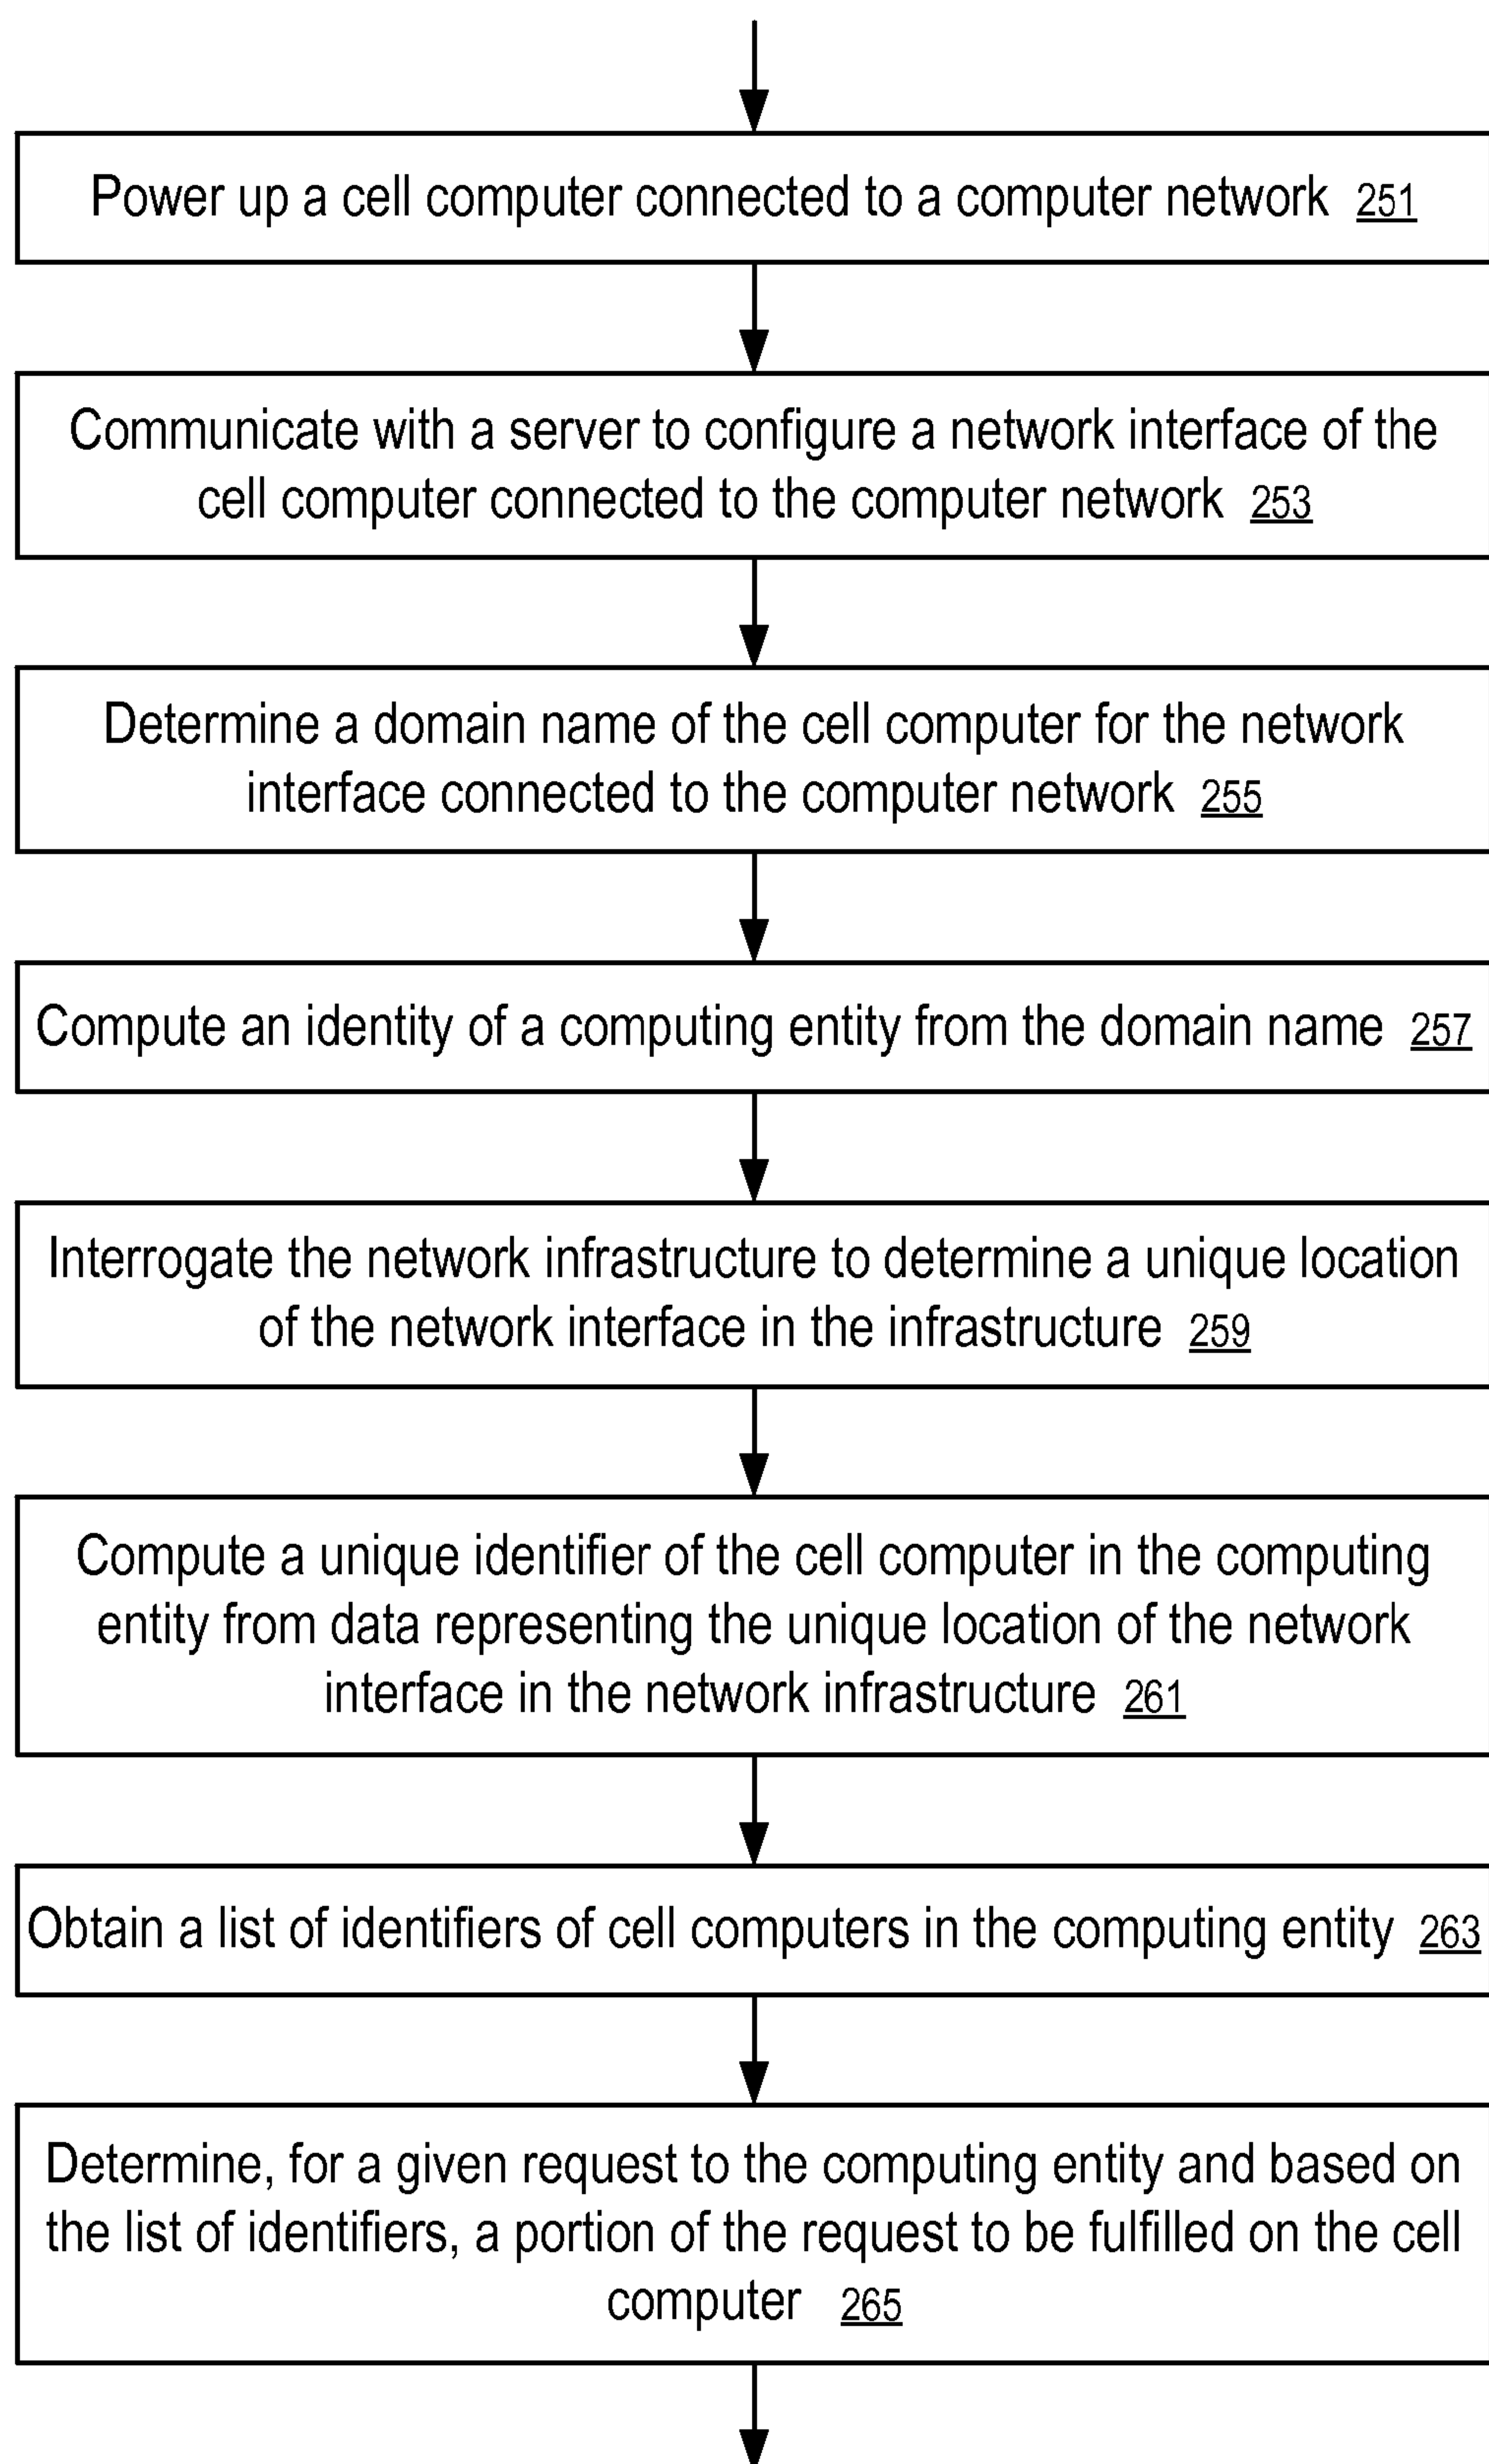 Power up a cell computer connected to a computer network 251
Communicate with a server to configure a network interface of the
cell computer connected to the computer network 253
Determine a domain name of the cell computer for the network
interface connected to the computer network 255
Compute an identity of a computing entity from the domain name 257
Interrogate the network infrastructure to determine a unique location
of the network interface in the infrastructure 259
Compute a unique identifier of the cell computer in the computing
entity from data representing the unique location of the network
interface in the network infrastructure 261
Obtain a list of identifiers of cell computers in the computing entity 263
Determine, for a given request to the computing entity and based on
the list of identifiers, a portion of the request to be fulfilled on the cell
computer 265